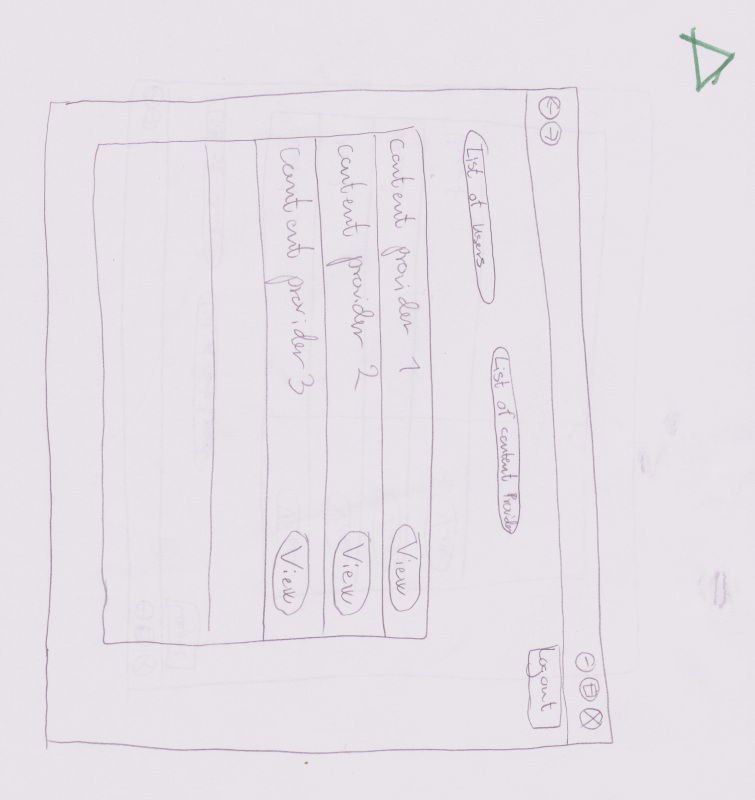 Logout
List of users
List of content Provider
content provider 1
View
content provider 2
View
content provider 3
View